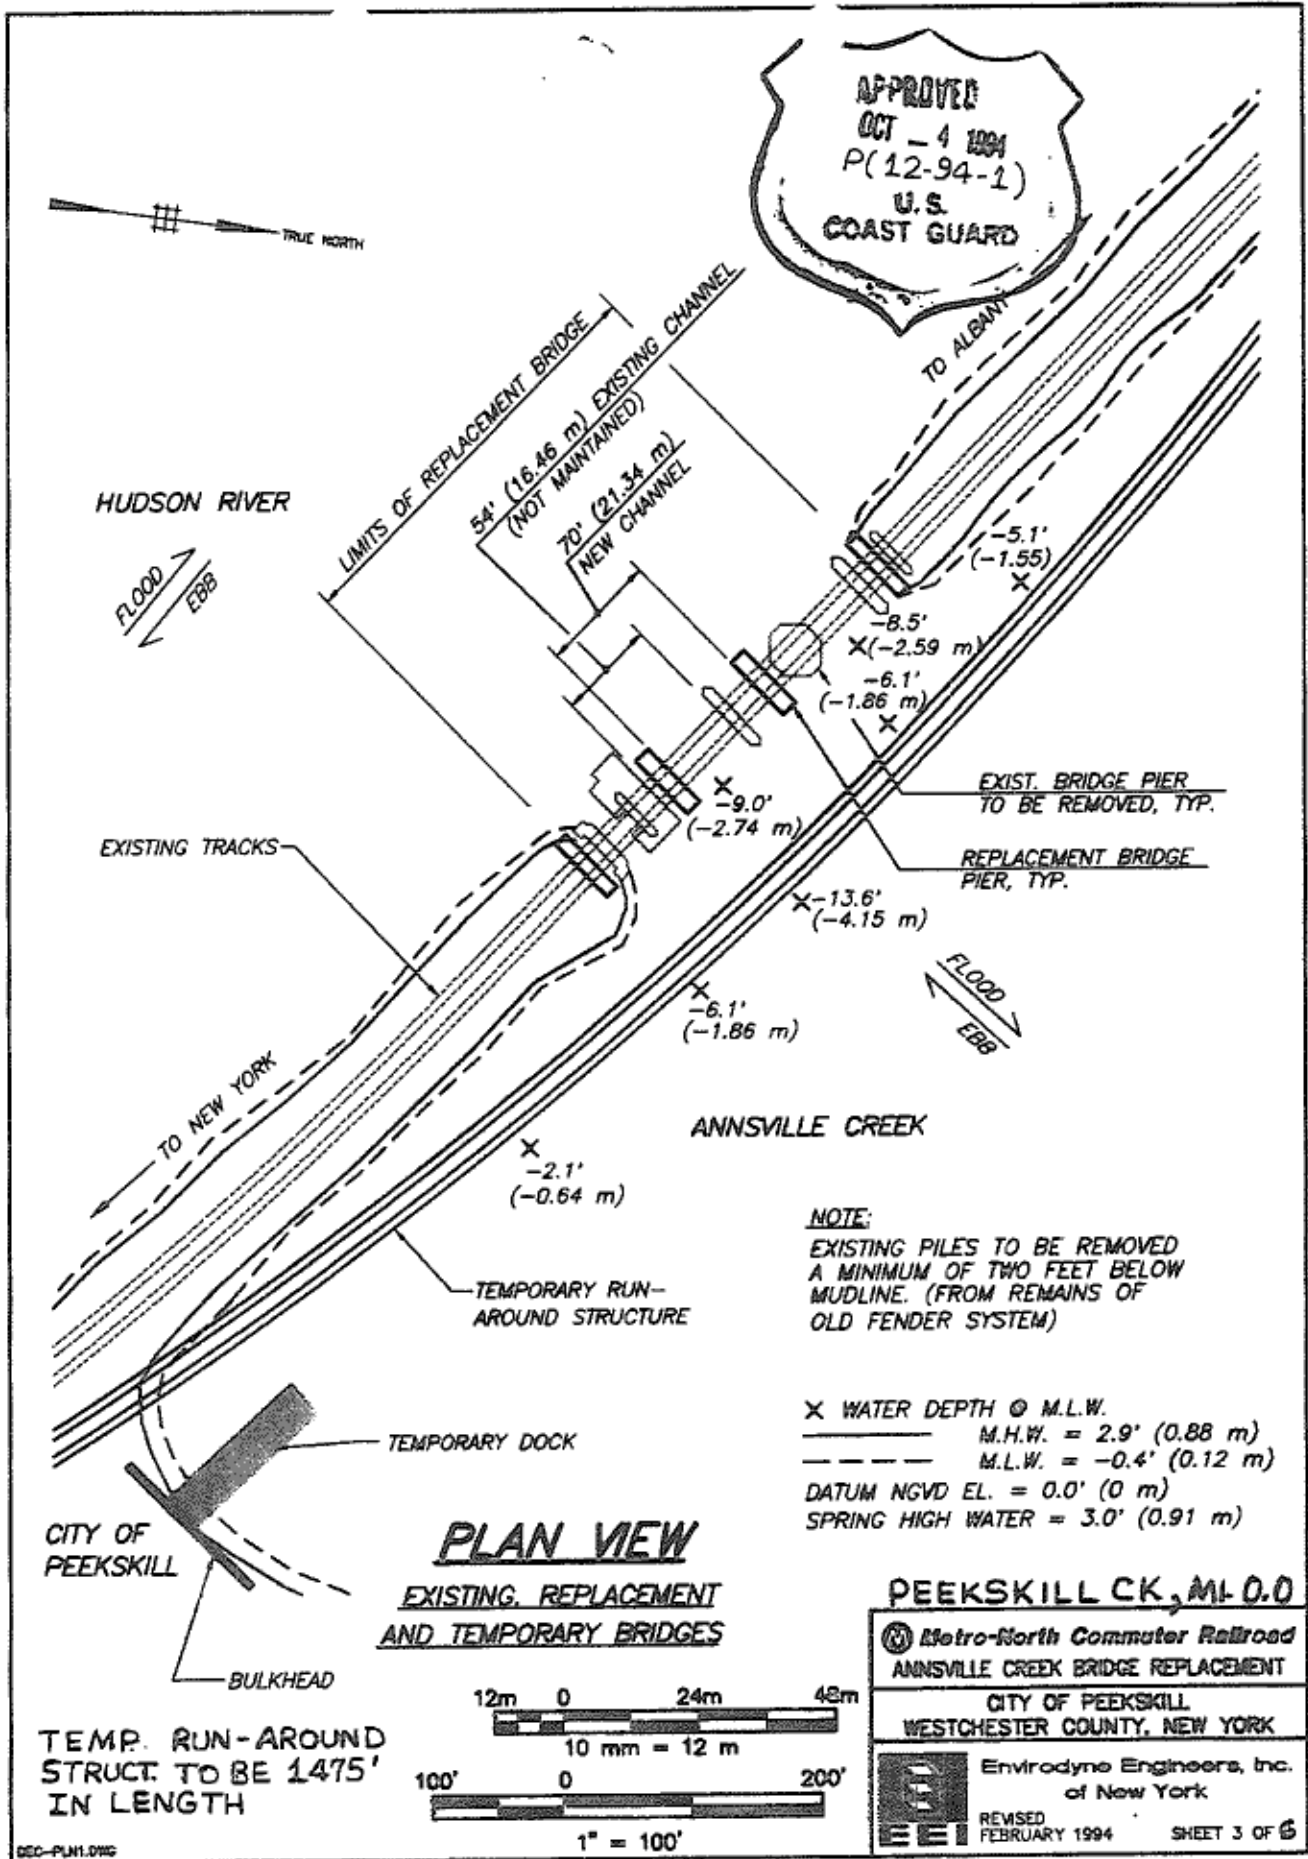 APPROVED
OCT - 4 1994
P(12-94-1)
U.S.
COAST GUARD
TRUE NORTH
TO ALBANY
LIMITS OF REPLACEMENT BRIDGE
54' (16.46 m) EXISTING CHANNEL
(NOT MAINTAINED)
70' (21.34 m)
NEW CHANNEL
HUDSON RIVER
FLOOD
EBB
-5.1'
(-1.55)
-8.5'
(-2.59 m)
-6.1'
(-1.86 m)
EXIST. BRIDGE PIER
TO BE REMOVED, TYP.
-9.0'
(-2.74 m)
EXISTING TRACKS
REPLACEMENT BRIDGE
PIER, TYP.
-13.6'
(-4.15 m)
FLOOD
EBB
-6.1'
(-1.86 m)
TO NEW YORK
ANNSVILLE CREEK
-2.1'
(-0.64 m)
NOTE:
EXISTING PILES TO BE REMOVED
A MINIMUM OF TWO FEET BELOW
MUDLINE. (FROM REMAINS OF
OLD FENDER SYSTEM)
TEMPORARY RUN-
AROUND STRUCTURE
X WATER DEPTH @ M.L.W.
M.H.W. = 2.9' (0.88 m)
M.L.W. = -0.4' (0.12 m)
DATUM NGVD EL. = 0.0' (0 m)
SPRING HIGH WATER = 3.0' (0.91 m)
TEMPORARY DOCK
CITY OF
PEEKSKILL
BULKHEAD
PLAN VIEW
EXISTING, REPLACEMENT
AND TEMPORARY BRIDGES
12m 0 24m 48m
10 mm = 12 m
100' 0 200'
1" = 100'
TEMP. RUN-AROUND
STRUCT. TO BE 1475'
IN LENGTH
PEEKSKILL CK, MI- 0.0
Metro-North Commuter Railroad
ANNSVILLE CREEK BRIDGE REPLACEMENT
CITY OF PEEKSKILL
WESTCHESTER COUNTY, NEW YORK
EEI
Envirodyne Engineers, Inc.
of New York
REVISED
FEBRUARY 1994
SHEET 3 OF 6